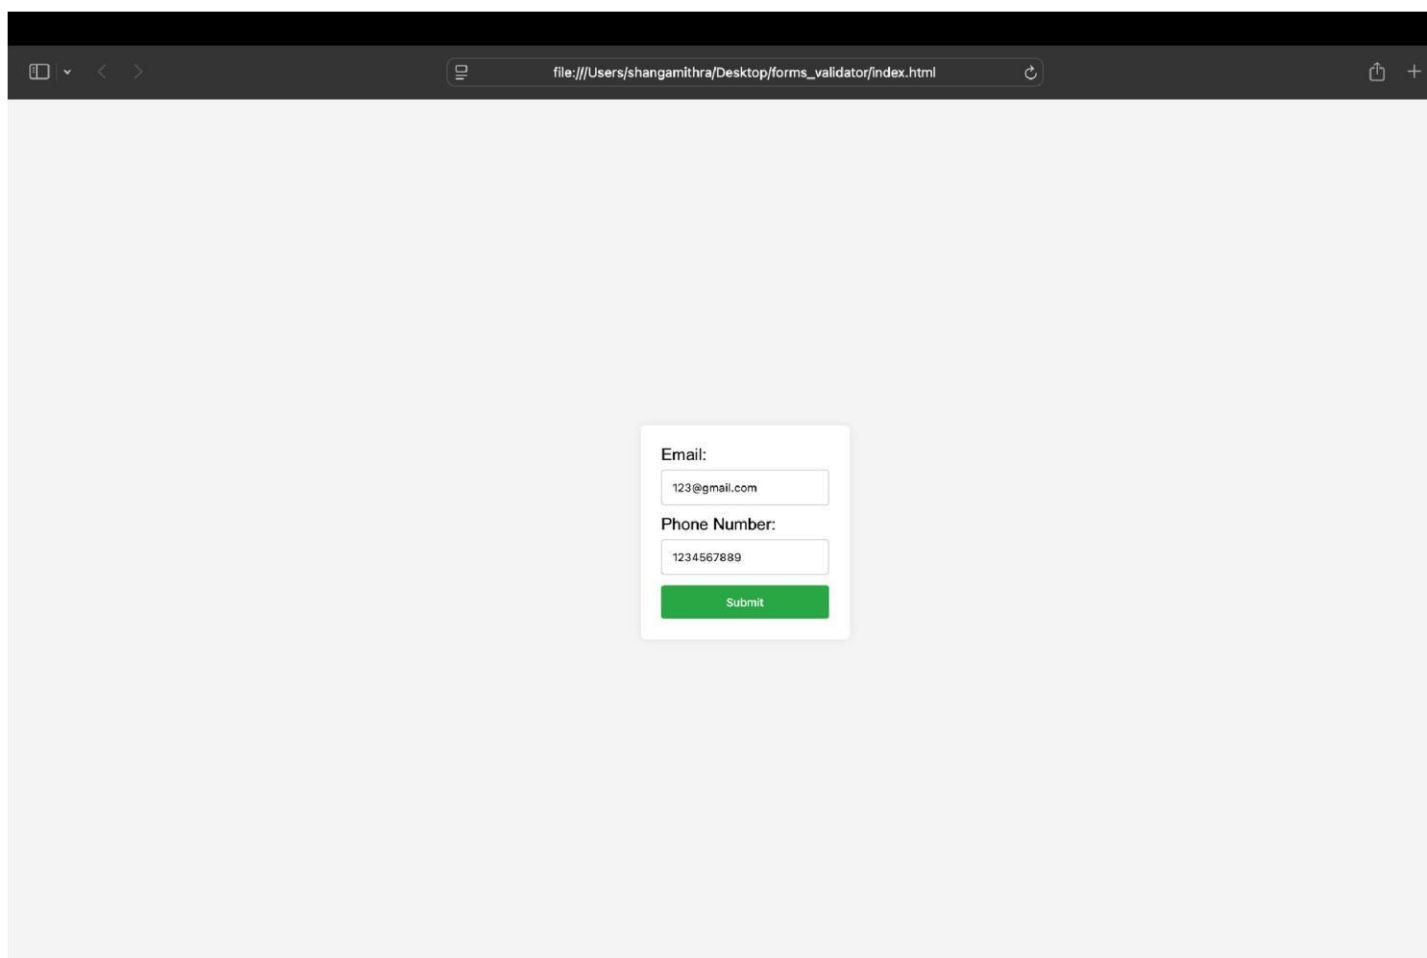 file:///Users/shangamithra/Desktop/forms_validator/index.html
Email:
123@gmail.com
Phone Number:
1234567889
Submit